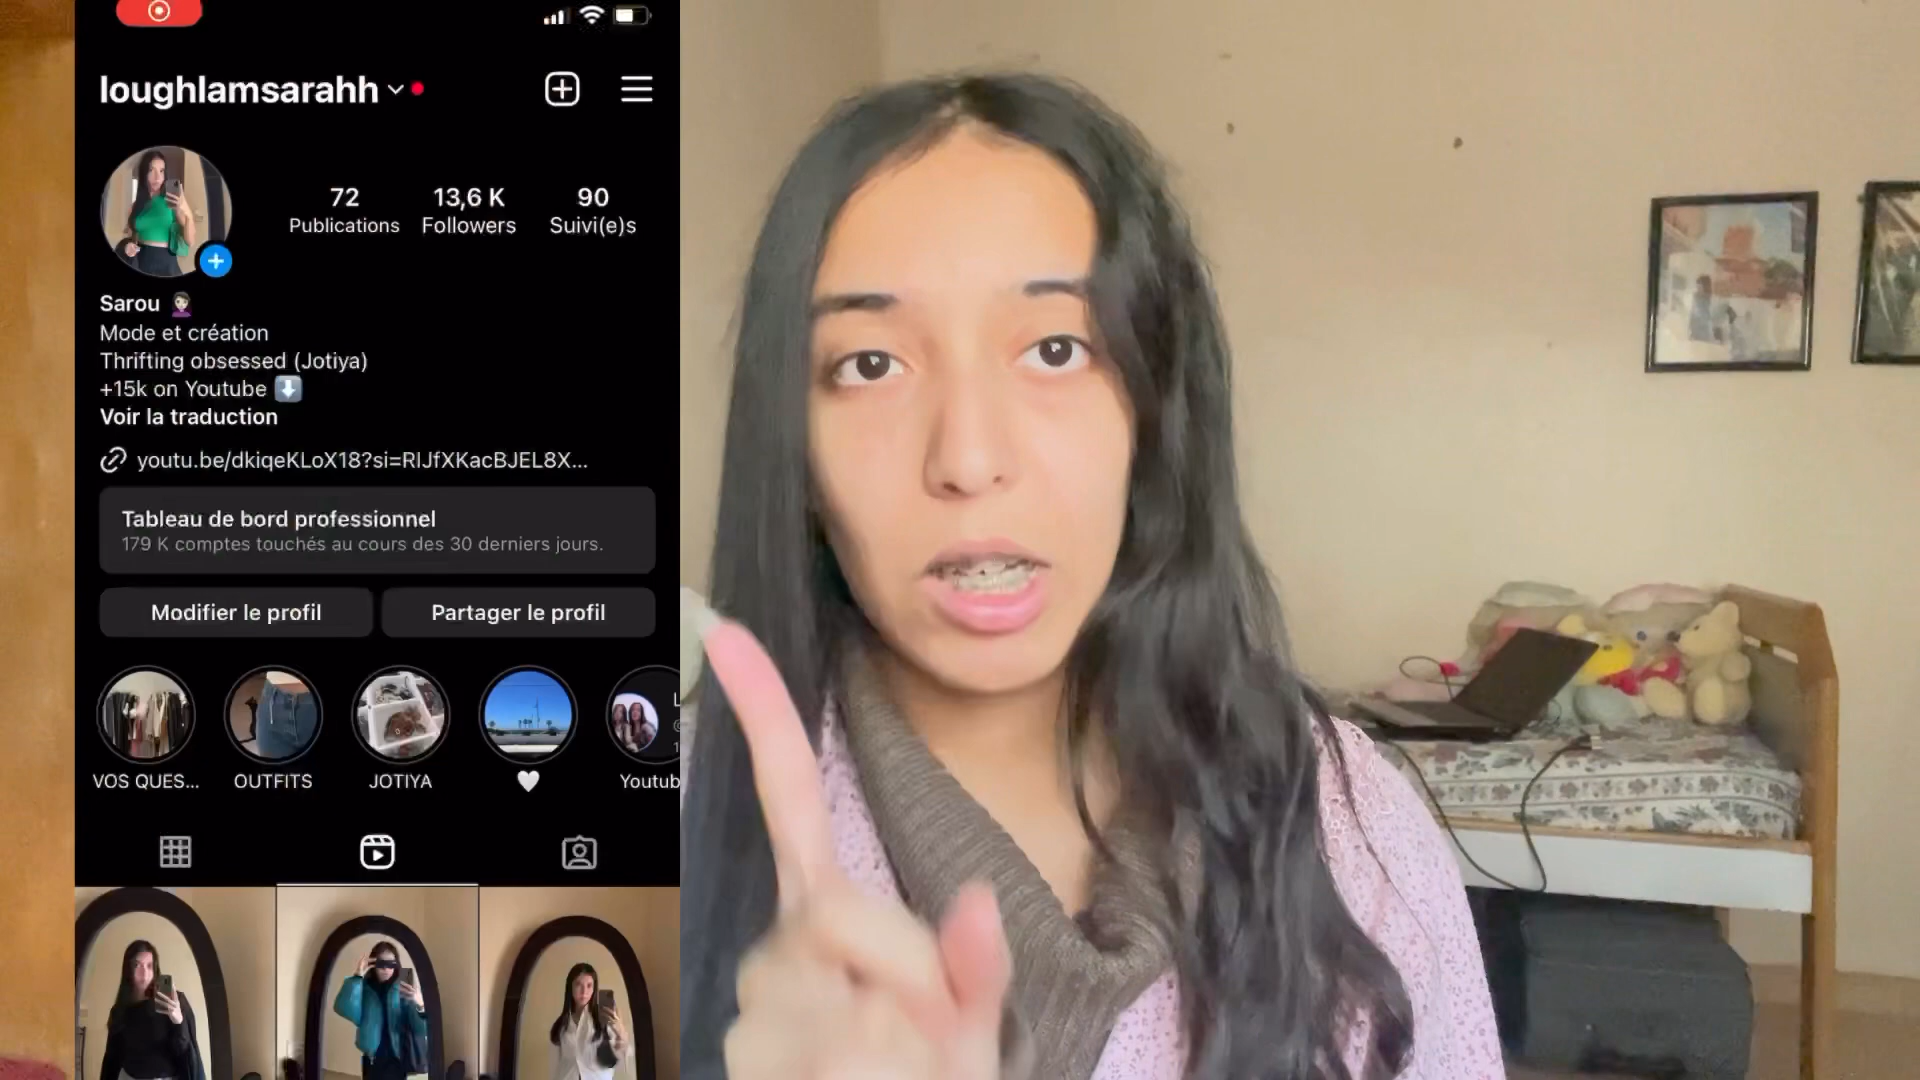 loughlamsarahh
72
13,6 K
90
Publications
Followers
Suivi(e)s
Sarou
Mode et création
Thrifting obsessed (Jotiya)
+15k on Youtube
Voir la traduction
youtu.be/dkiqeKLoX18?si=RlJfXKacBJEL8X...
Tableau de bord professionnel
179 K comptes touchés au cours des 30 derniers jours.
Modifier le profil
Partager le profil
VOS QUES...
OUTFITS
JOTIYA
Youtub